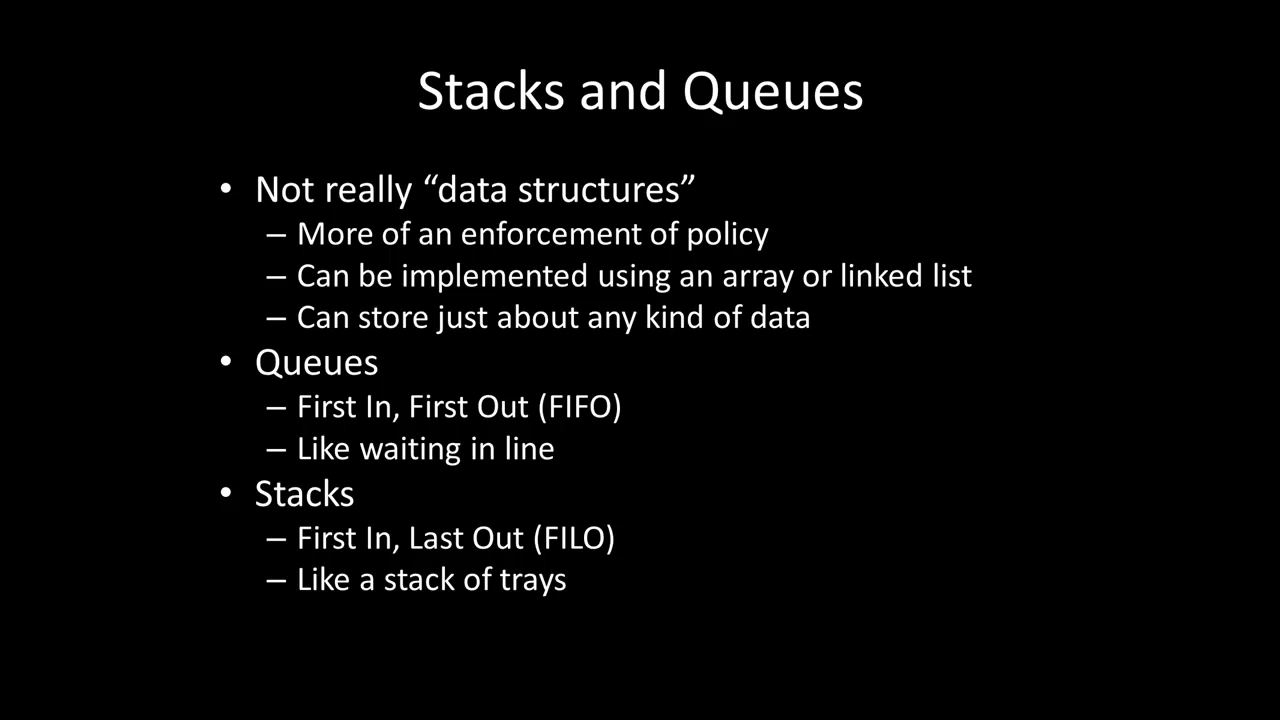 Stacks and Queues
• Not really “data structures”
– More of an enforcement of policy
– Can be implemented using an array or linked list
– Can store just about any kind of data
• Queues
– First In, First Out (FIFO)
– Like waiting in line
• Stacks
– First In, Last Out (FILO)
– Like a stack of trays